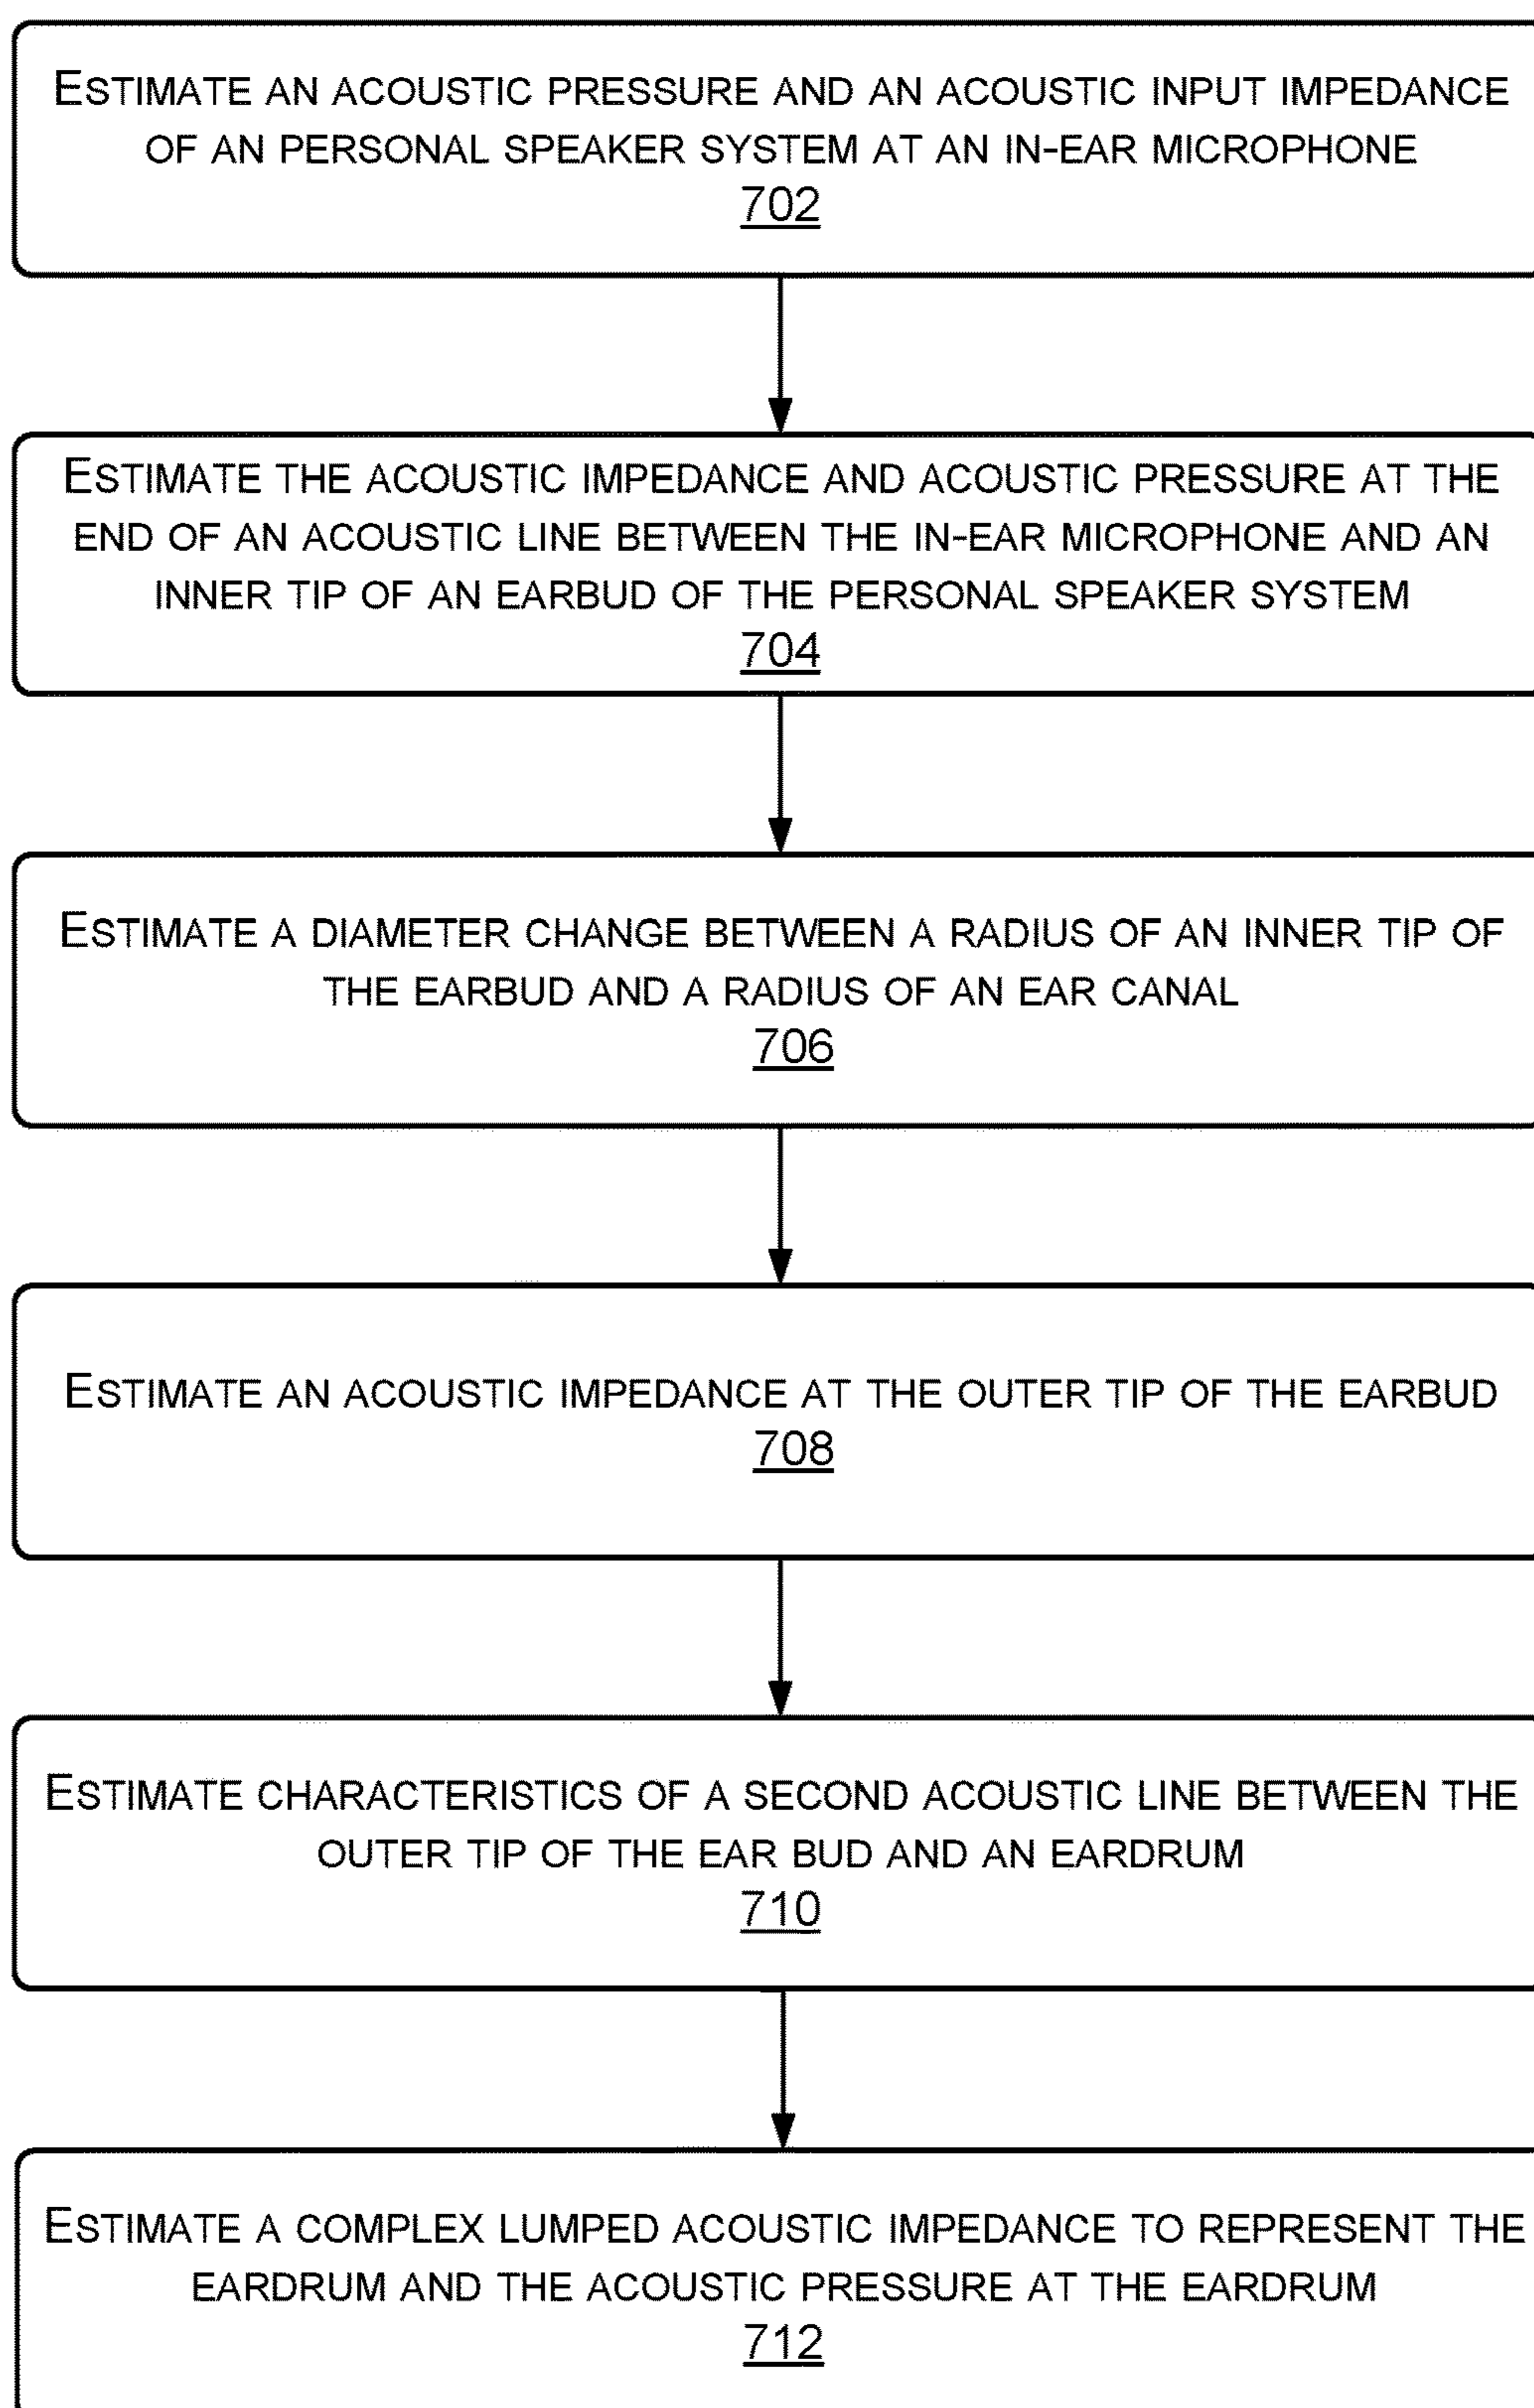 ESTIMATE AN ACOUSTIC PRESSURE AND AN ACOUSTIC INPUT IMPEDANCE
OF AN PERSONAL SPEAKER SYSTEM AT AN IN-EAR MICROPHONE
702
ESTIMATE THE ACOUSTIC IMPEDANCE AND ACOUSTIC PRESSURE AT THE
END OF AN ACOUSTIC LINE BETWEEN THE IN-EAR MICROPHONE AND AN
INNER TIP OF AN EARBUD OF THE PERSONAL SPEAKER SYSTEM
704
ESTIMATE A DIAMETER CHANGE BETWEEN A RADIUS OF AN INNER TIP OF
THE EARBUD AND A RADIUS OF AN EAR CANAL
706
ESTIMATE AN ACOUSTIC IMPEDANCE AT THE OUTER TIP OF THE EARBUD
708
ESTIMATE CHARACTERISTICS OF A SECOND ACOUSTIC LINE BETWEEN THE
OUTER TIP OF THE EAR BUD AND AN EARDRUM
710
ESTIMATE A COMPLEX LUMPED ACOUSTIC IMPEDANCE TO REPRESENT THE
EARDRUM AND THE ACOUSTIC PRESSURE AT THE EARDRUM
712